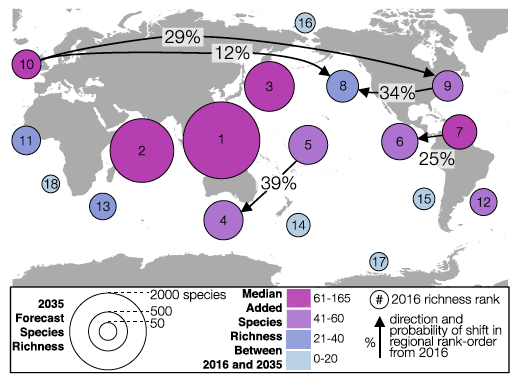 16
29%
12%
10
3
8
34%
9
11
2
1
5
6
7
25%
18
39%
13
4
14
15
12
17
2035
Forecast
Species
Richness
2000 species
500
50
Median
Added
Species
Richness
Between
2016 and 2035
61-165
41-60
21-40
0-20
# 2016 richness rank
%
direction and
probability of shift in
regional rank-order
from 2016